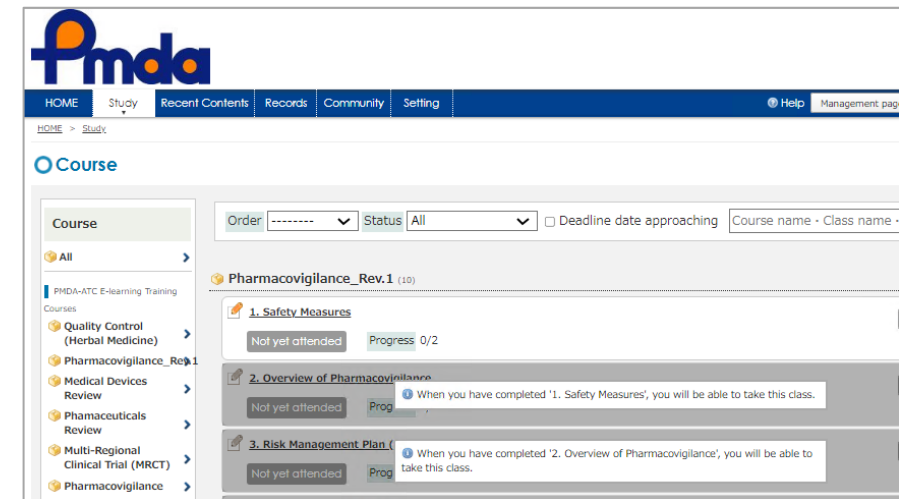 Pmda
HOME Study Recent Contents Records Community Setting Help Management page
HOME > Study
Course
Course
All
PMDA-ATC E-learning Training
Courses
Quality Control
(Herbal Medicine)
Pharmacovigilance_Rev.1
Medical Devices
Review
Phamaceuticals
Review
Multi-Regional
Clinical Trial (MRCT)
Pharmacovigilance
Order -------- Status All Deadline date approaching Course name - Class name -
Pharmacovigilance_Rev.1 (10)
1. Safety Measures
Not yet attended Progress 0/2
2. Overview of Pharmacovigilance
When you have completed '1. Safety Measures', you will be able to take this class.
Not yet attended Prog
3. Risk Management Plan (
When you have completed '2. Overview of Pharmacovigilance', you will be able to
take this class.
Not yet attended Prog